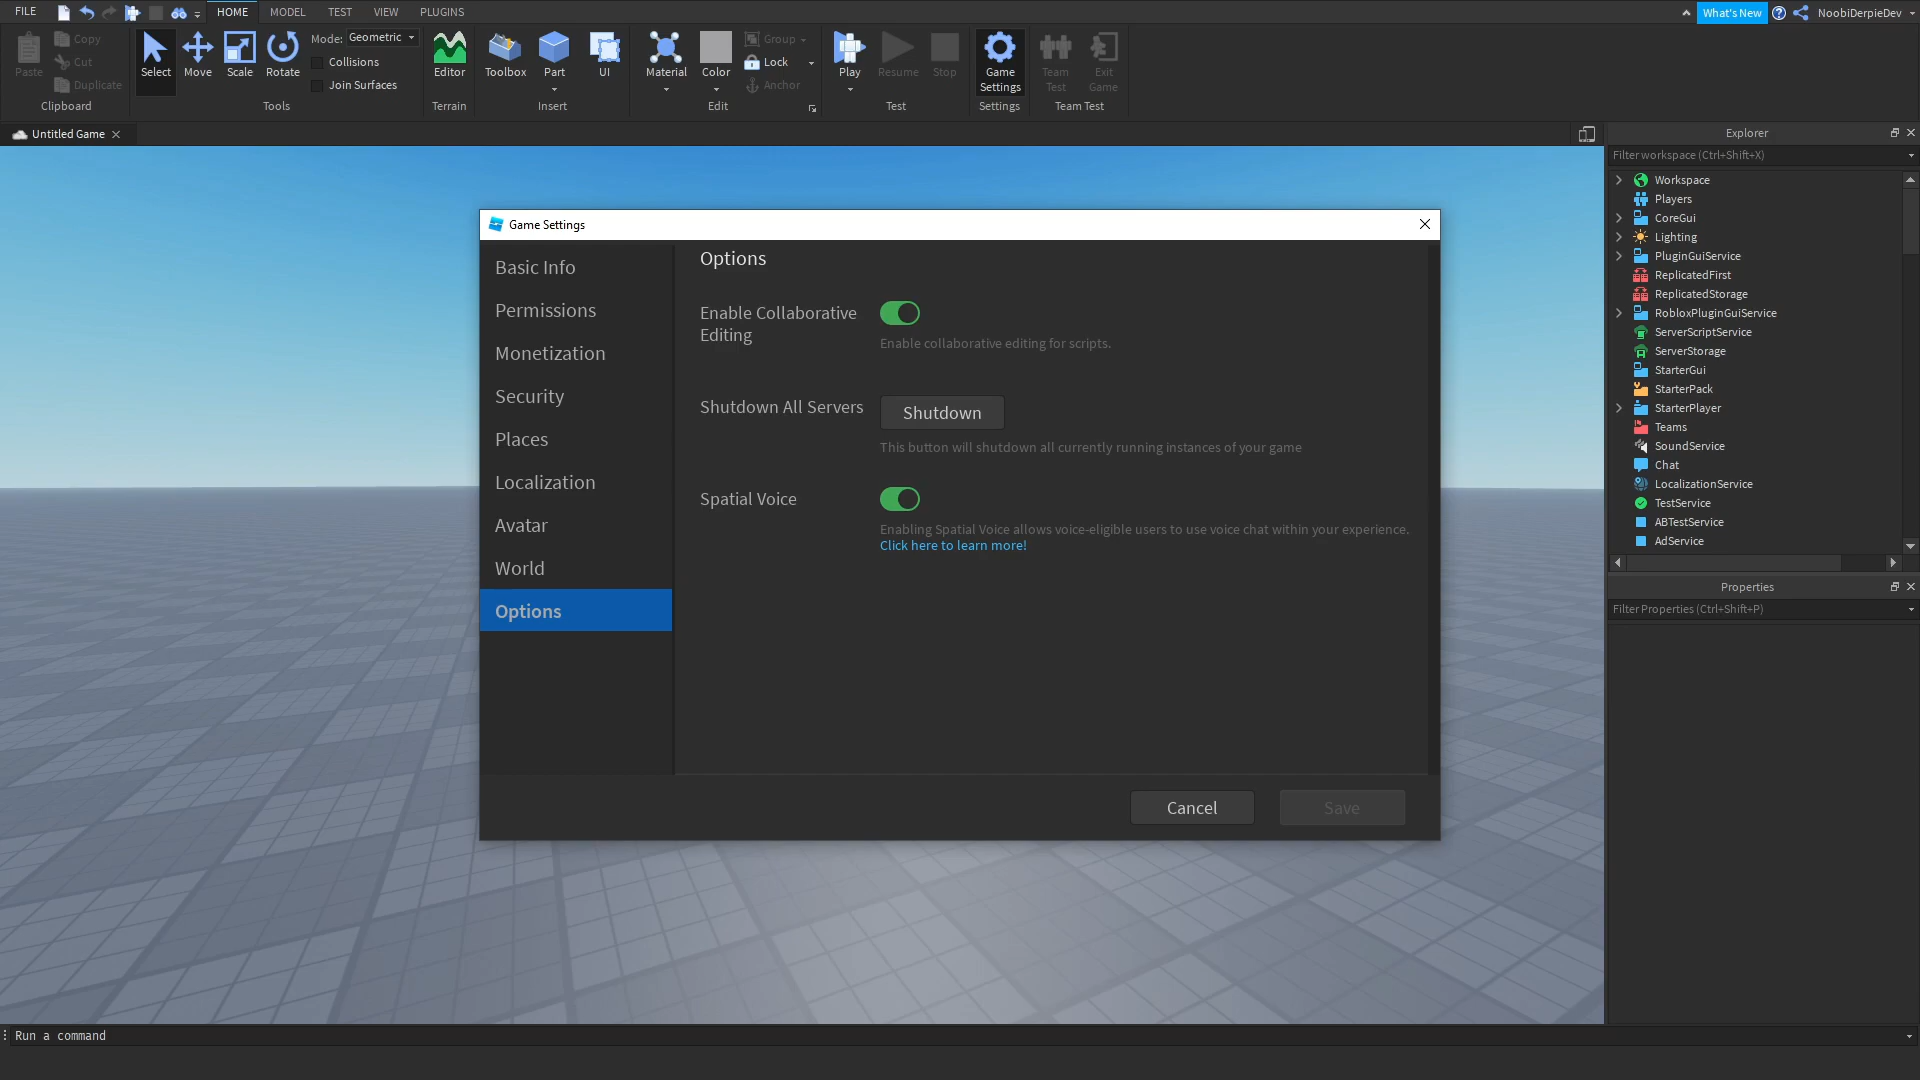 FILE HOME MODEL TEST VIEW PLUGINS What's New NoobiDerpieDev
Paste Copy Cut Duplicate
Clipboard
Select Move Scale Rotate Mode: Geometric
Collisions
Join Surfaces
Tools
Editor
Terrain
Toolbox Part UI
Insert
Material Color Group Lock Anchor
Edit
Play Resume Stop
Test
Game Settings
Settings
Team Test Exit Game
Team Test
Untitled Game
Game Settings
Basic Info
Permissions
Monetization
Security
Places
Localization
Avatar
World
Options
Options
Enable Collaborative
Editing
Enable collaborative editing for scripts.
Shutdown All Servers
Shutdown
This button will shutdown all currently running instances of your game
Spatial Voice
Enabling Spatial Voice allows voice-eligible users to use voice chat within your experience.
Click here to learn more!
Cancel
Save
Explorer
Filter workspace (Ctrl+Shift+X)
Workspace
Players
CoreGui
Lighting
PluginGuiService
ReplicatedFirst
ReplicatedStorage
RobloxPluginGuiService
ServerScriptService
ServerStorage
StarterGui
StarterPack
StarterPlayer
Teams
SoundService
Chat
LocalizationService
TestService
ABTestService
AdService
Properties
Filter Properties (Ctrl+Shift+P)
Run a command